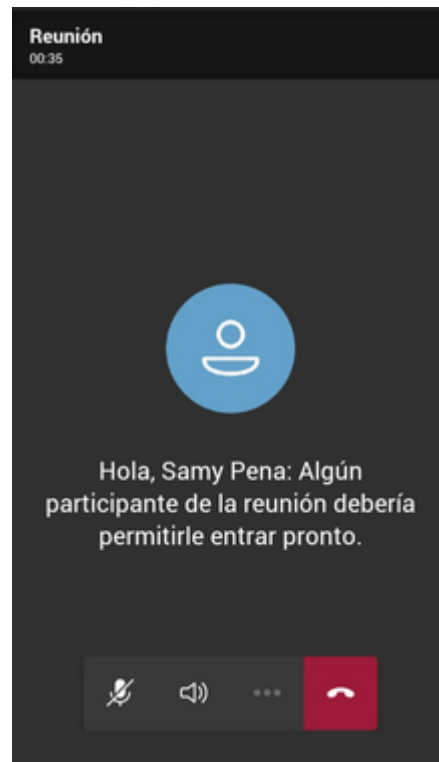 Reunión
00:35
Hola, Samy Pena: Algún
participante de la reunión debería
permitirle entrar pronto.